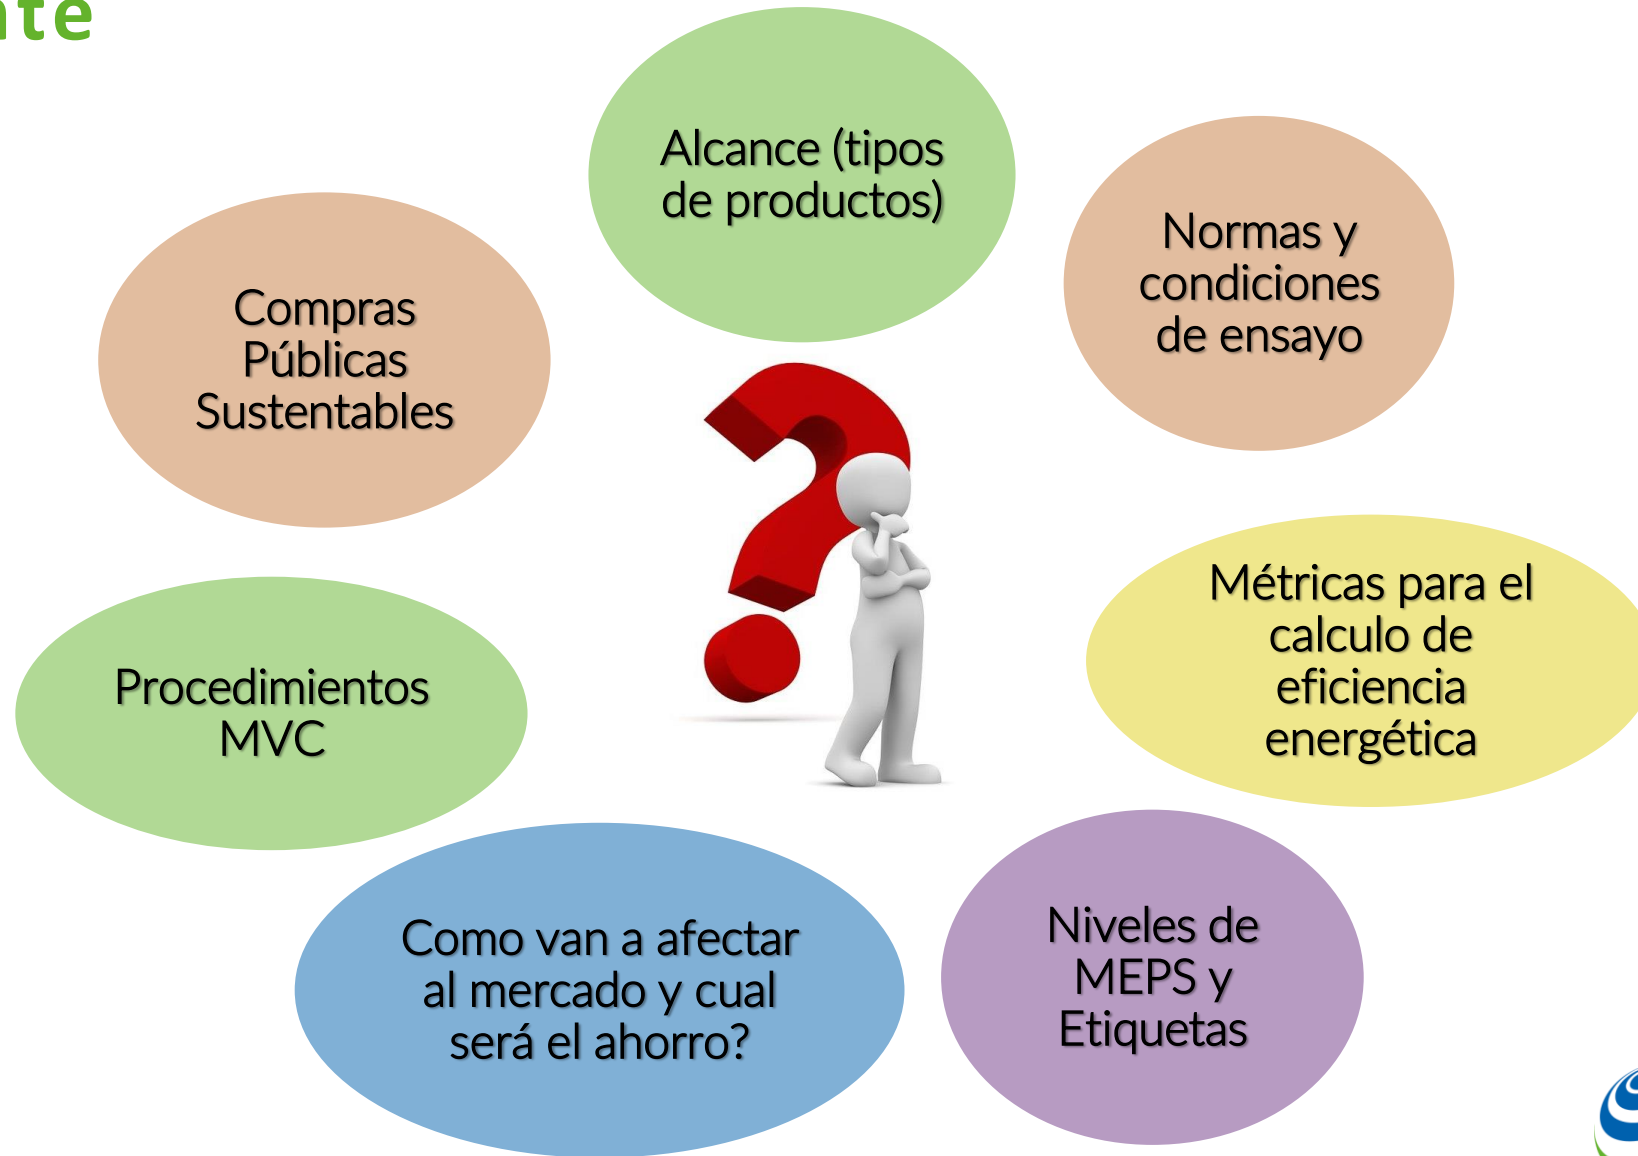 Alcance (tipos
de productos)
Normas y
condiciones
de ensayo
Compras
Públicas
Sustentables
Métricas para el
calculo de
eficiencia
energética
Procedimientos
MVC
Como van a afectar
al mercado y cual
será el ahorro?
Niveles de
MEPS y
Etiquetas